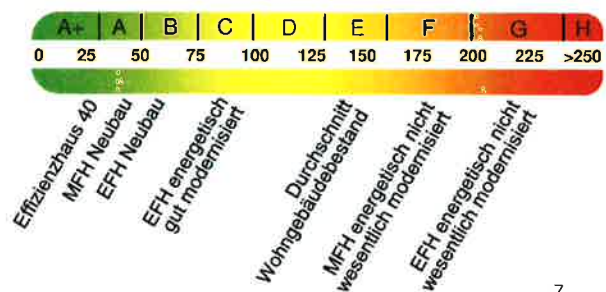 A+ A B C D E F G H
0 25 50 75 100 125 150 175 200 225 >250
Effizienzhaus 40
MFH Neubau
EFH Neubau
EFH energetisch
gut modernisiert
Durchschnitt
Wohngebäudebestand
MFH energetisch nicht
wesentlich modernisiert
EFH energetisch nicht
wesentlich modernisiert
7